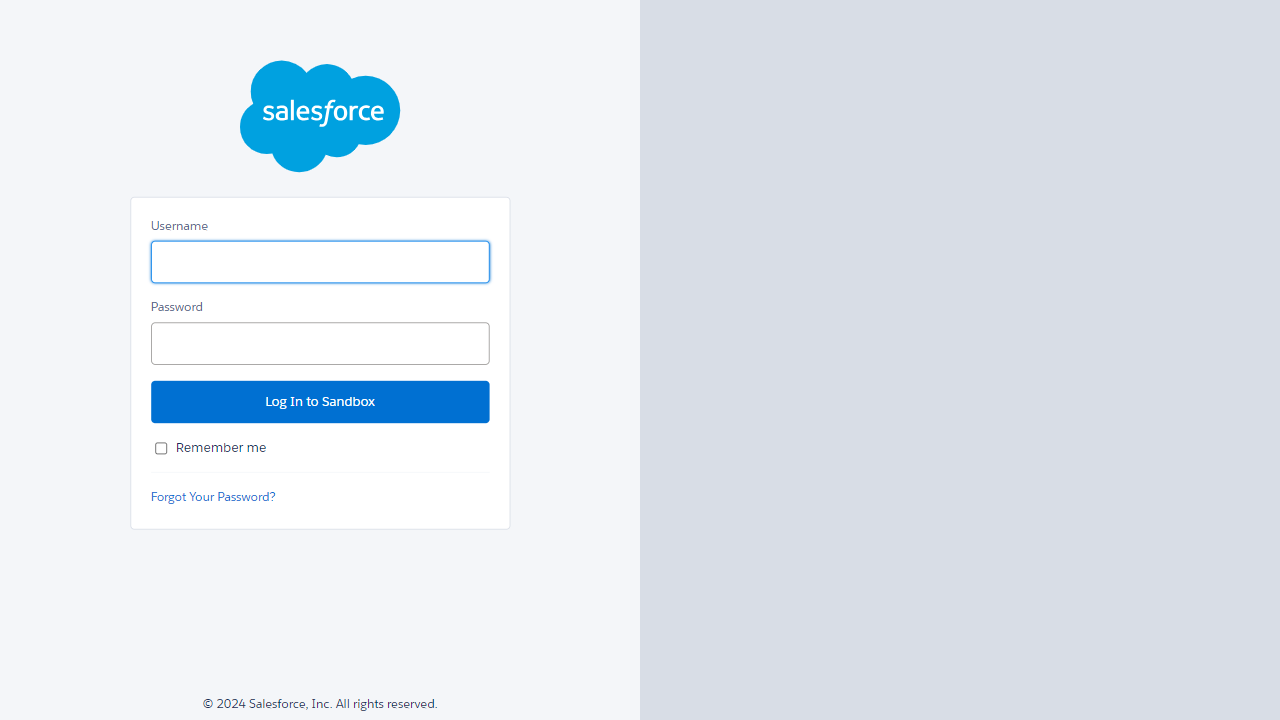 salesforce
Username
Password
Log In to Sandbox
Remember me
Forgot Your Password?
© 2024 Salesforce, Inc. All rights reserved.